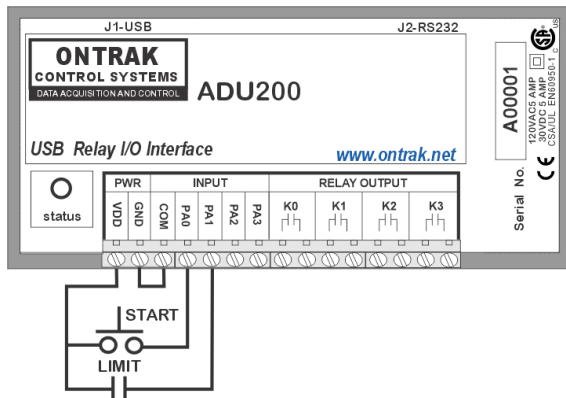 J1-USB
J2-RS232
ONTRAK
CONTROL SYSTEMS
DATA ACQUISITION AND CONTROL
ADU200
USB Relay I/O Interface
www.ontrak.net
status
PWR
INPUT
RELAY OUTPUT
VDD
GND
COM
PA0
PA1
PA2
PA3
K0
K1
K2
K3
Serial No.
A00001
120VAC5 AMP
30VDC 5 AMP
CSA/UL EN60950-1
CE
C
US
START
LIMIT